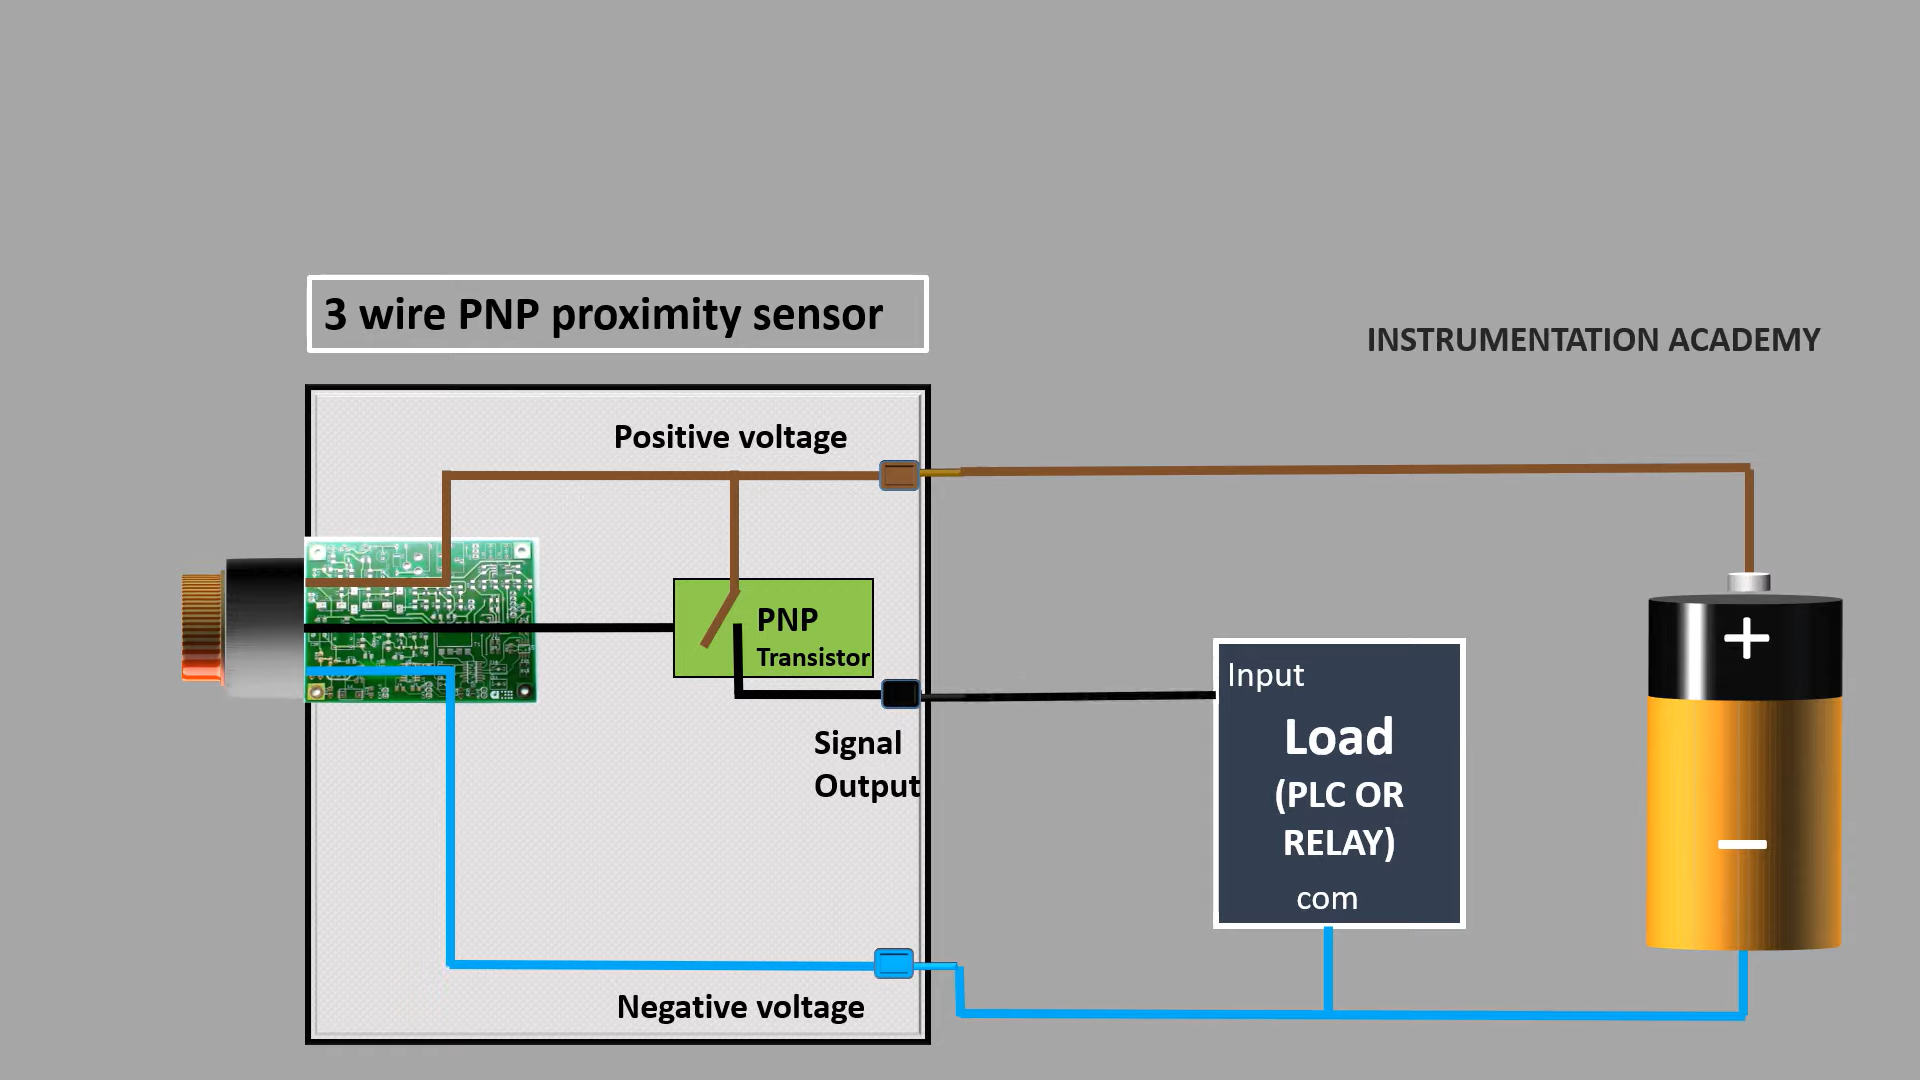 3 wire PNP proximity sensor
INSTRUMENTATION ACADEMY
Positive voltage
PNP
Transistor
Signal
Output
Input
Load
(PLC OR
RELAY)
com
Negative voltage
+
−